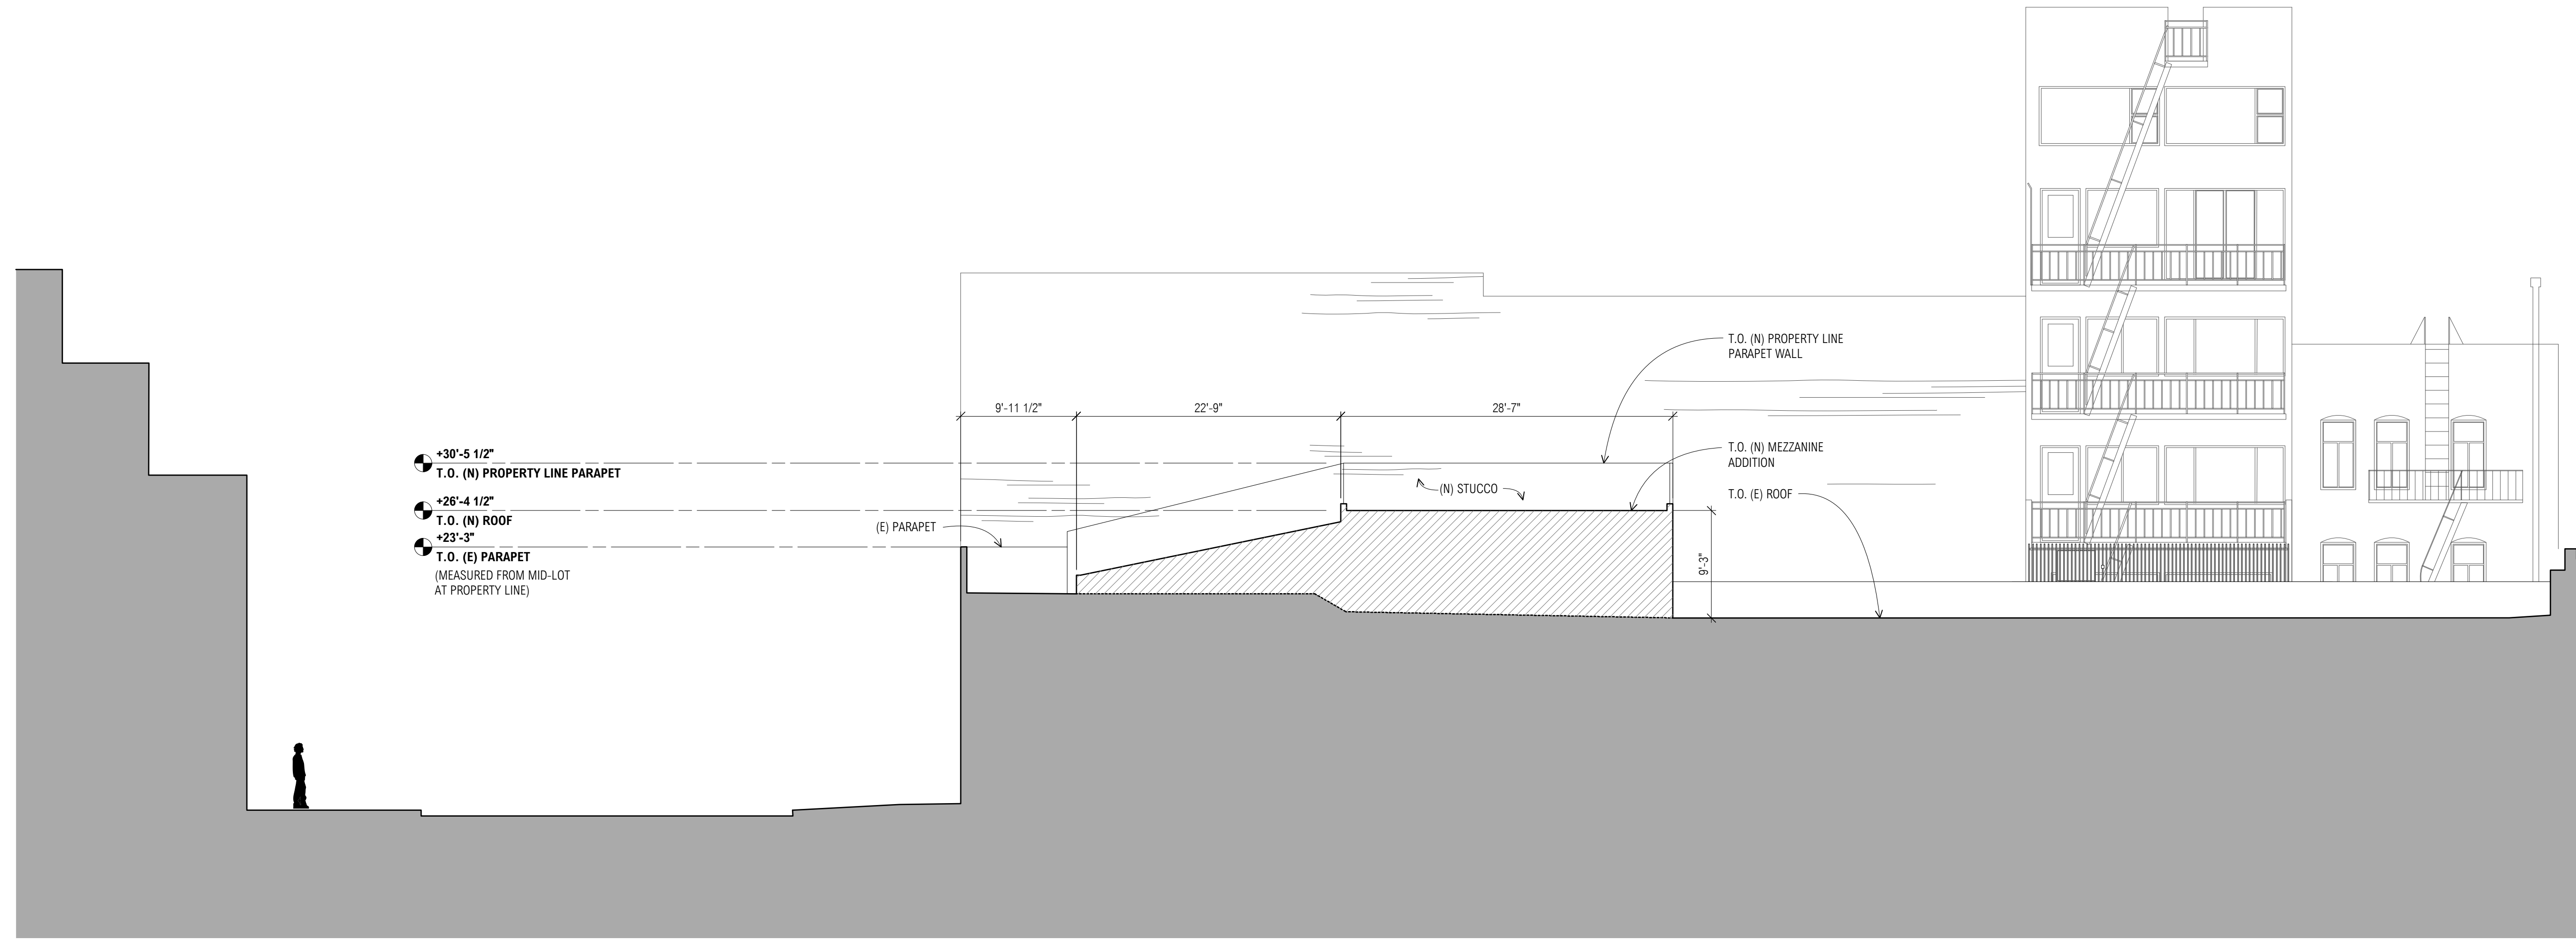 T.O. (N) PROPERTY LINE
PARAPET WALL
9'-11 1/2"
22'-9"
28'-7"
+30'-5 1/2"
T.O. (N) PROPERTY LINE PARAPET
T.O. (N) MEZZANINE
ADDITION
(N) STUCCO
T.O. (E) ROOF
+26'-4 1/2"
T.O. (N) ROOF
(E) PARAPET
+23'-3"
T.O. (E) PARAPET
(MEASURED FROM MID-LOT
AT PROPERTY LINE)
9'-3"